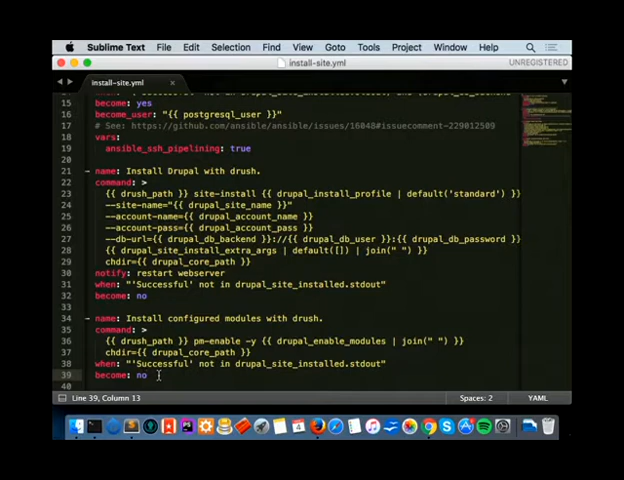 Sublime Text File Edit Selection Find View Goto Tools Project Window Help
install-site.yml UNREGISTERED
install-site.yml
15 become: yes
16 become_user: "{{ postgresql_user }}"
17 # See: https://github.com/ansible/ansible/issues/16048#issuecomment-229012509
18 vars:
19 ansible_ssh_pipelining: true
20
21 - name: Install Drupal with drush.
22 command: >
23 {{ drush_path }} site-install {{ drupal_install_profile | default('standard') }}
24 --site-name="{{ drupal_site_name }}"
25 --account-name={{ drupal_account_name }}
26 --account-pass={{ drupal_account_pass }}
27 --db-url={{ drupal_db_backend }}://{{ drupal_db_user }}:{{ drupal_db_password }}
28 {{ drupal_site_install_extra_args | default([]) | join(" ") }}
29 chdir={{ drupal_core_path }}
30 notify: restart webserver
31 when: "'Successful' not in drupal_site_installed.stdout"
32 become: no
33
34 - name: Install configured modules with drush.
35 command: >
36 {{ drush_path }} pm-enable -y {{ drupal_enable_modules | join(" ") }}
37 chdir={{ drupal_core_path }}
38 when: "'Successful' not in drupal_site_installed.stdout"
39 become: no
40
Line 39, Column 13 Spaces: 2 YAML